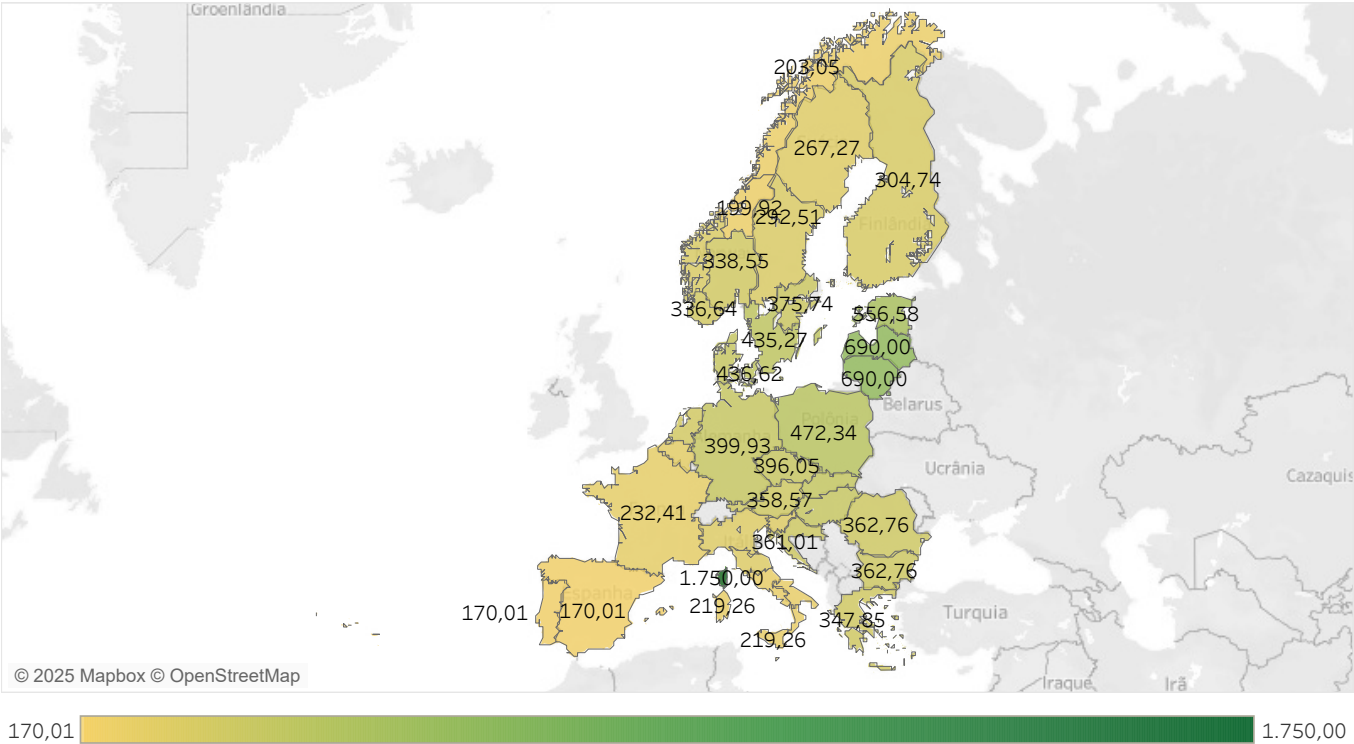 Groenlândia
203,05
267,27
304,74
199,92
292,51
Finlândia
338,55
336,64
375,74
556,58
435,27
690,00
436,62
690,00
Belarus
Polônia
472,34
399,93
396,05
Ucrânia
Cazaquis
358,57
232,41
362,76
361,01
Itália
362,76
1.750,00
Espanha
170,01
170,01
219,26
347,85
Turquia
219,26
© 2025 Mapbox © OpenStreetMap
Iraque
Irã
170,01
1.750,00